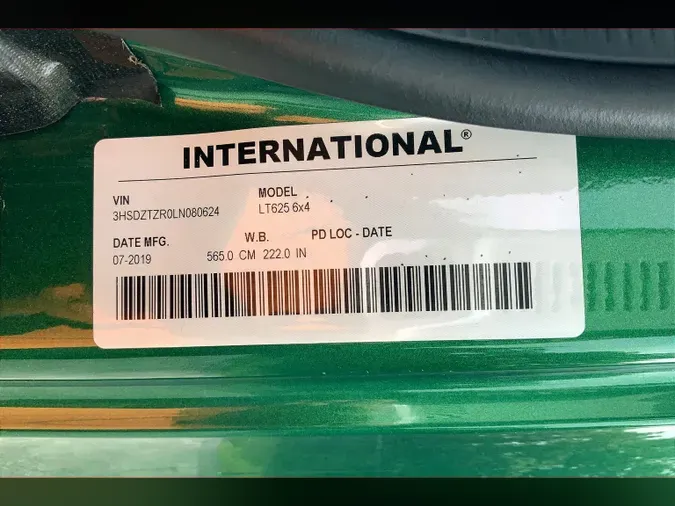 INTERNATIONAL®
VIN MODEL
3HSDZTZR0LN080624 LT625 6x4
DATE MFG. W.B. PD LOC - DATE
07-2019 565.0 CM 222.0 IN